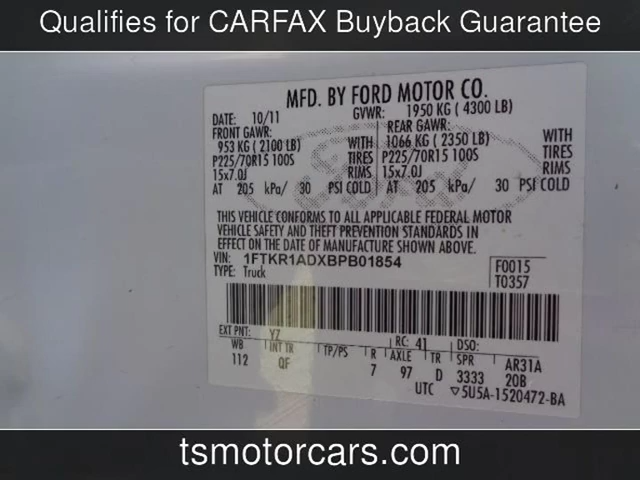 Qualifies for CARFAX Buyback Guarantee
MFD. BY FORD MOTOR CO.
DATE: 10/11 GVWR: 1950 KG ( 4300 LB)
FRONT GAWR: REAR GAWR:
953 KG ( 2100 LB) WITH 1066 KG ( 2350 LB) WITH
P225/70R15 100S TIRES P225/70R15 100S TIRES
15x7.0J RIMS 15x7.0J RIMS
AT 205 kPa/ 30 PSI COLD AT 205 kPa/ 30 PSI COLD
THIS VEHICLE CONFORMS TO ALL APPLICABLE FEDERAL MOTOR
VEHICLE SAFETY AND THEFT PREVENTION STANDARDS IN
EFFECT ON THE DATE OF MANUFACTURE SHOWN ABOVE.
VIN: 1FTKR1ADXBPB01854 F0015
TYPE: Truck T0357
EXT PNT: YZ RC: 41 DSO:
WB INT TR TP/PS R AXLE TR SPR AR31A
112 QF 7 97 D 3333 20B
UTC ▽5U5A-1520472-BA
tsmotorcars.com